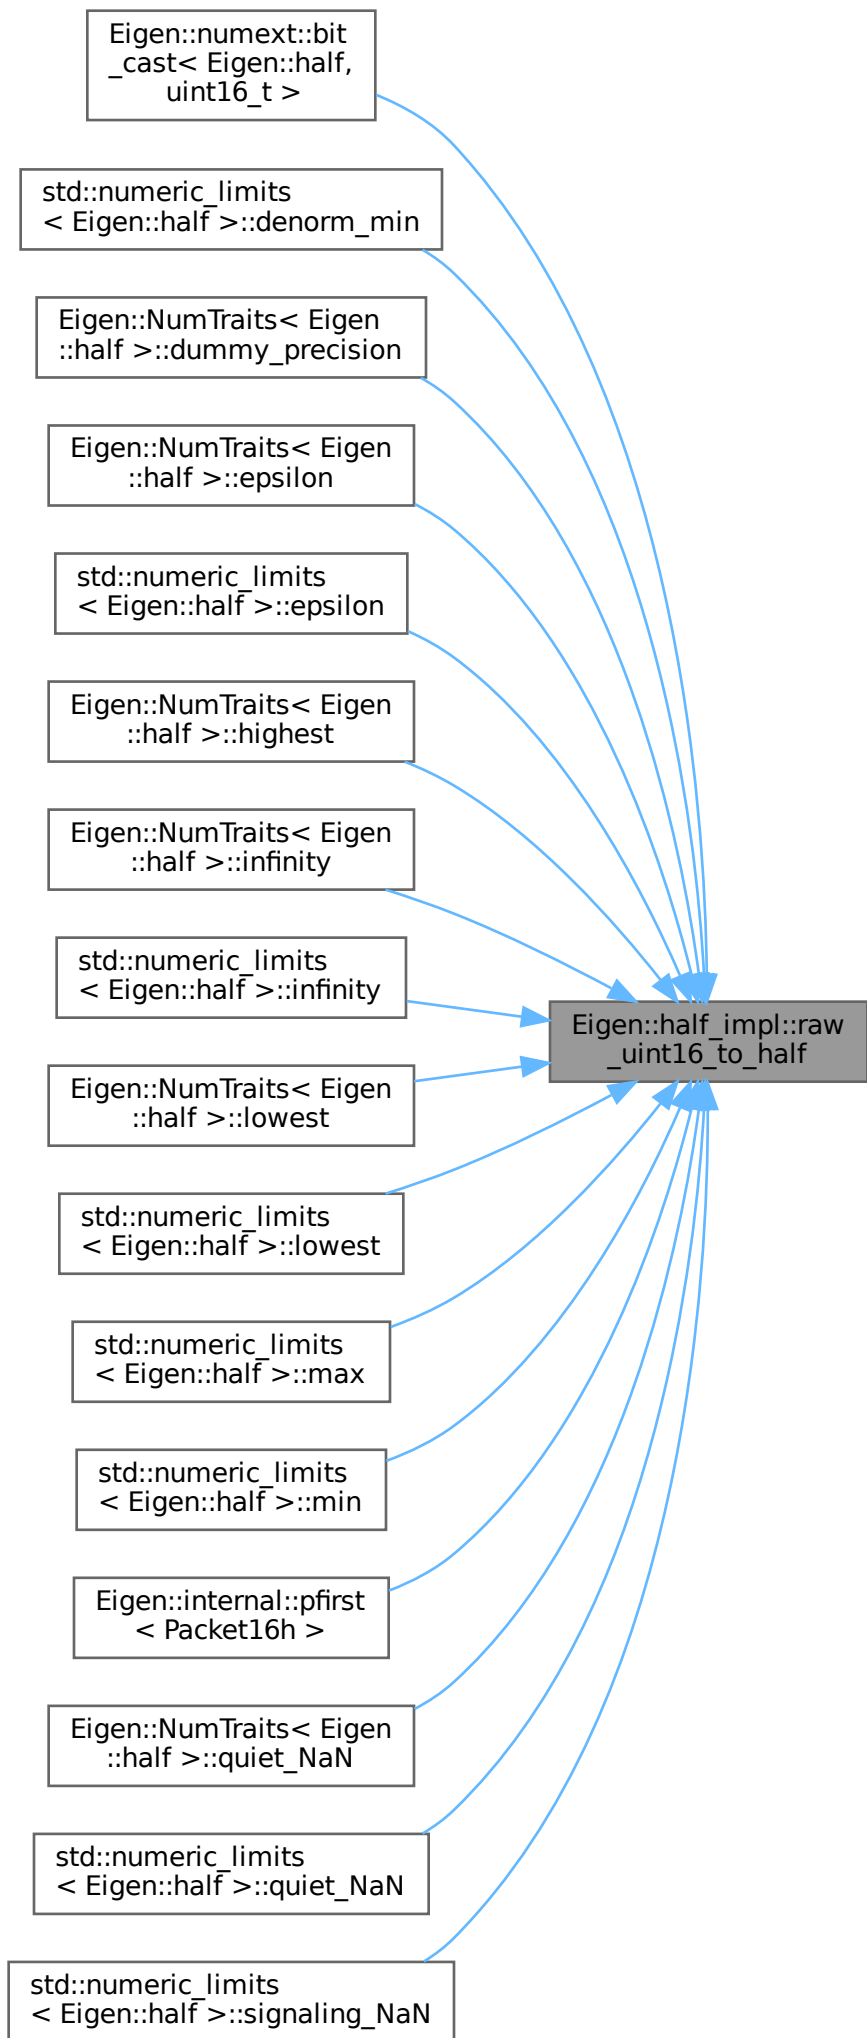 Eigen::numext::bit
_cast< Eigen::half,
uint16_t >
std::numeric_limits
< Eigen::half >::denorm_min
Eigen::NumTraits< Eigen
::half >::dummy_precision
Eigen::NumTraits< Eigen
::half >::epsilon
std::numeric_limits
< Eigen::half >::epsilon
Eigen::NumTraits< Eigen
::half >::highest
Eigen::NumTraits< Eigen
::half >::infinity
std::numeric_limits
< Eigen::half >::infinity
Eigen::half_impl::raw
_uint16_to_half
Eigen::NumTraits< Eigen
::half >::lowest
std::numeric_limits
< Eigen::half >::lowest
std::numeric_limits
< Eigen::half >::max
std::numeric_limits
< Eigen::half >::min
Eigen::internal::pfirst
< Packet16h >
Eigen::NumTraits< Eigen
::half >::quiet_NaN
std::numeric_limits
< Eigen::half >::quiet_NaN
std::numeric_limits
< Eigen::half >::signaling_NaN